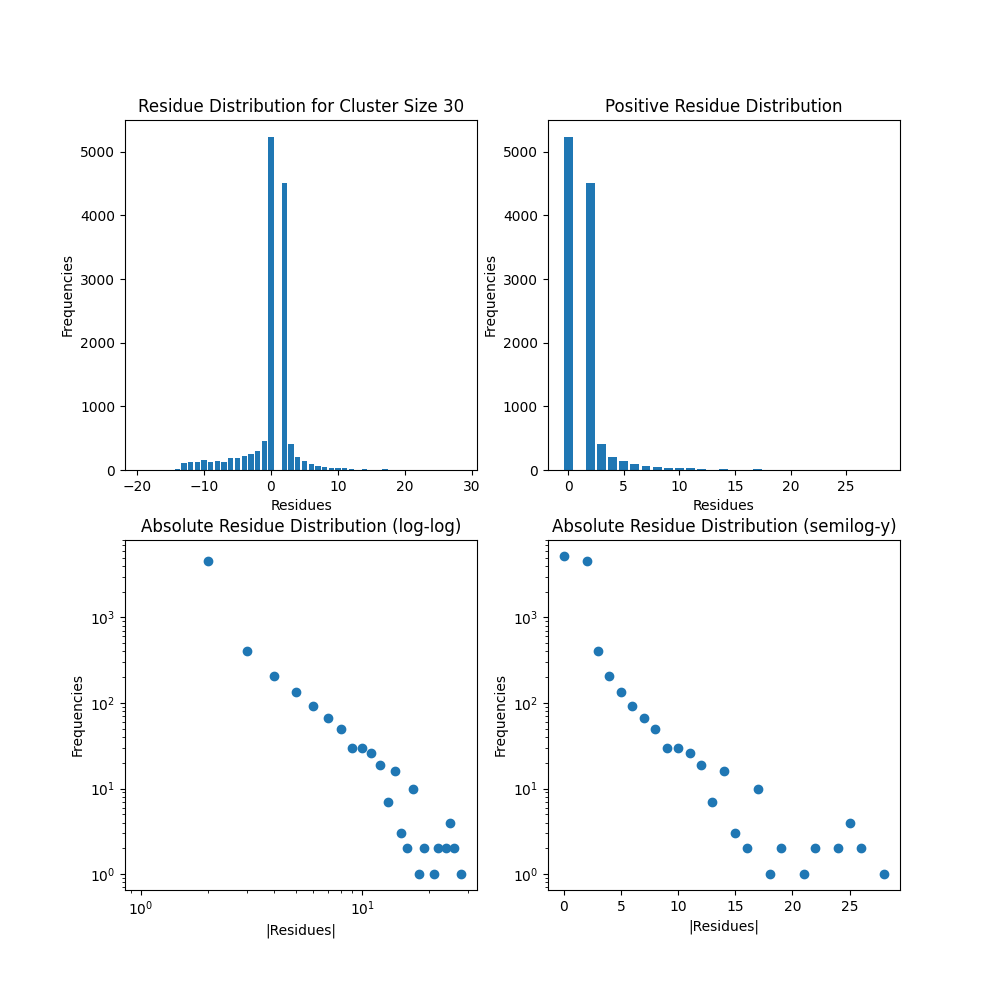 Residue Distribution for Cluster Size 30
Positive Residue Distribution
5000
4000
3000
2000
1000
0
Frequencies
−20 −10 0 10 20 30
Residues
5000
4000
3000
2000
1000
0
Frequencies
0 5 10 15 20 25
Residues
Absolute Residue Distribution (log-log)
Absolute Residue Distribution (semilog-y)
10³
10²
10¹
10⁰
Frequencies
10⁰ 10¹
|Residues|
10³
10²
10¹
10⁰
Frequencies
0 5 10 15 20 25
|Residues|